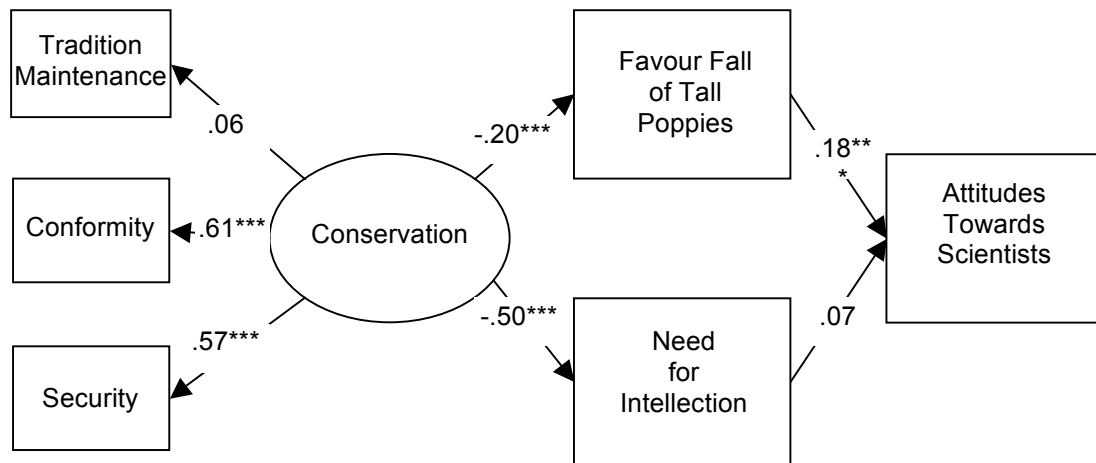 Tradition
Maintenance
.06
Conformity
.61***
Security
.57***
Conservation
-.20***
-.50***
Favour Fall
of Tall
Poppies
Need
for
Intellection
.18**
*
.07
Attitudes
Towards
Scientists